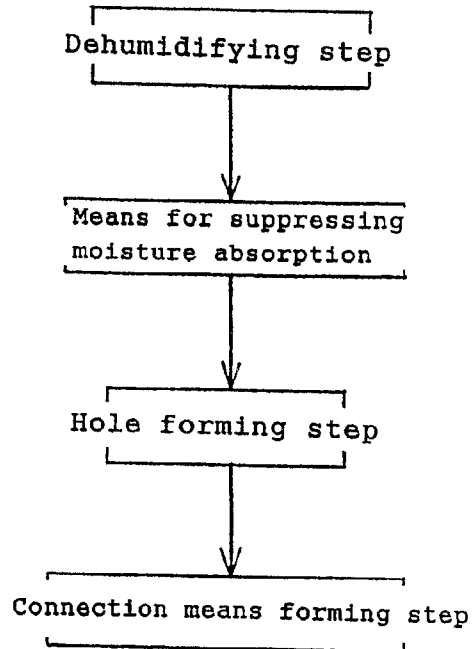 Dehumidifying step
Means for suppressing
moisture absorption
Hole forming step
Connection means forming step